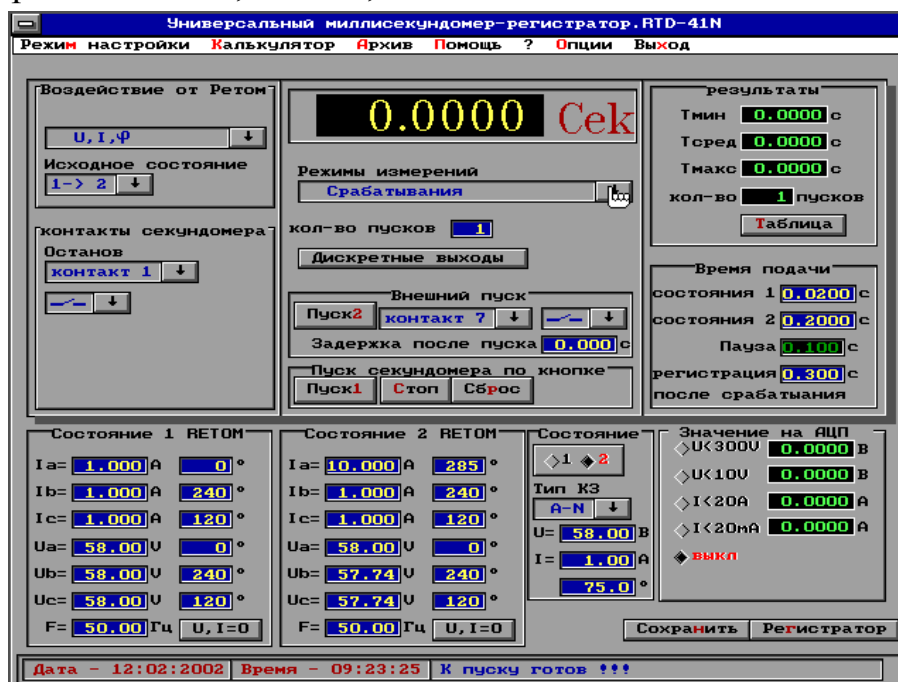 Универсальный миллисекундомер-регистратор.RTD-41N
Режим настройки Калькулятор Архив Помощь ? Опции Выход
Воздействие от Ретом
U,I,φ
Исходное состояние
1-> 2
контакты секундомера
Останов
контакт 1
0.0000 Cek
Режимы измерений
Срабатывания
кол-во пусков 1
Дискретные выходы
Внешний пуск
Пуск2 контакт 7
Задержка после пуска 0.000 с
Пуск секундомера по кнопке
Пуск1 Стоп Сброс
результаты
Тмин 0.0000 с
Тсред 0.0000 с
Тмакс 0.0000 с
кол-во 1 пусков
Таблица
Время подачи
состояния 1 0.0200 с
состояния 2 0.2000 с
Пауза 0.100 с
регистрация 0.300 с
после срабатыания
Состояние 1 RETOM
Ia= 1.000 A 0 °
Ib= 1.000 A 240 °
Ic= 1.000 A 120 °
Ua= 58.00 V 0 °
Ub= 58.00 V 240 °
Uc= 58.00 V 120 °
F= 50.00 Гц U,I=0
Состояние 2 RETOM
Ia= 10.000 A 285 °
Ib= 1.000 A 240 °
Ic= 1.000 A 120 °
Ua= 58.00 V 0 °
Ub= 57.74 V 240 °
Uc= 57.74 V 120 °
F= 50.00 Гц U,I=0
Состояние
1 2
Тип КЗ
A-N
U= 58.00 В
I= 1.00 A
75.0 °
Значение на АЦП
U<300V 0.0000 В
U<10V 0.0000 В
I<20A 0.0000 A
I<20mA 0.0000 A
выкл
Сохранить Регистратор
Дата - 12:02:2002 Время - 09:23:25 К пуску готов !!!